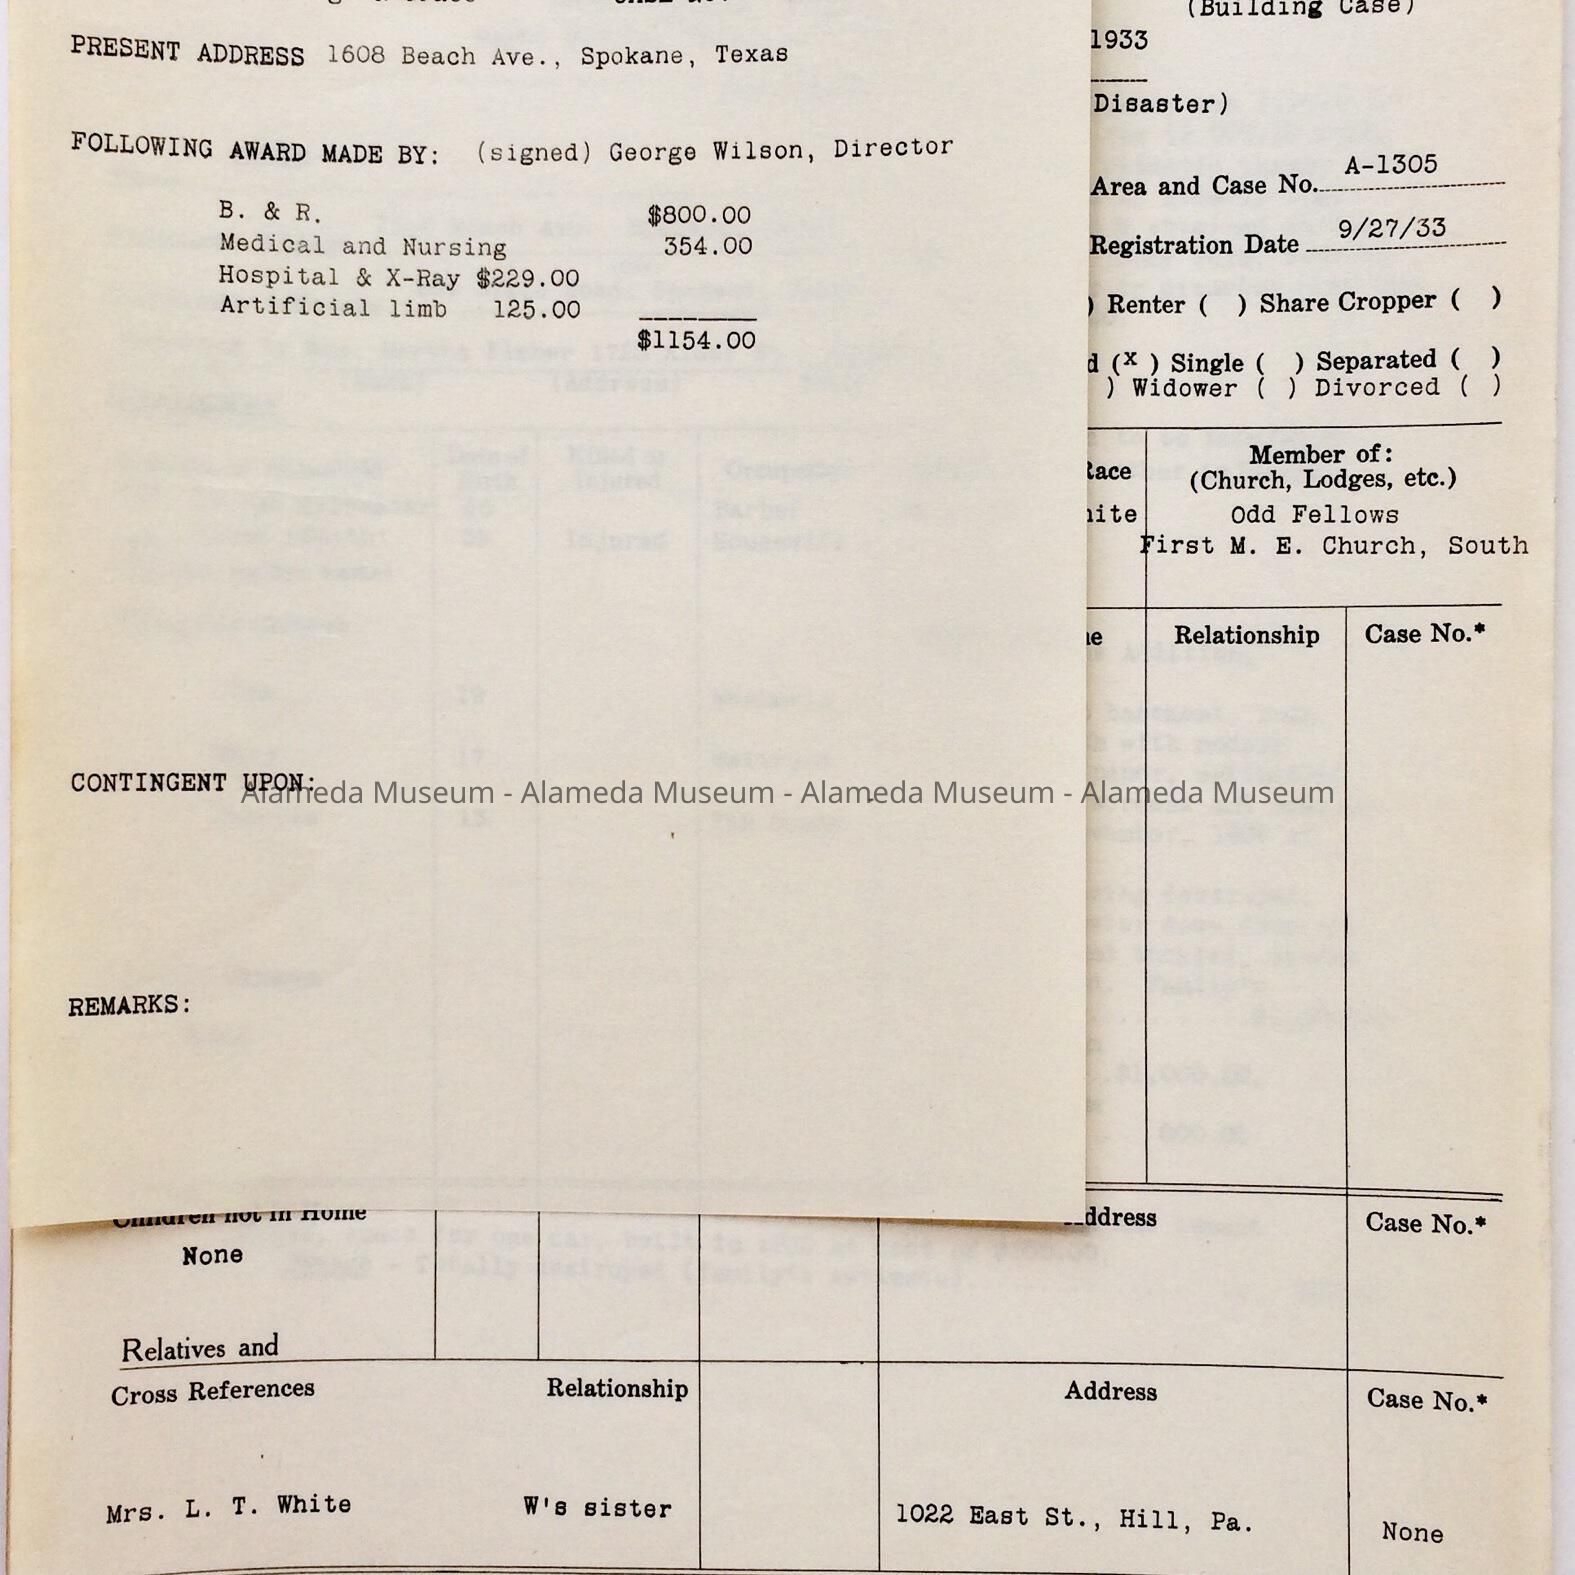 PRESENT ADDRESS 1608 Beach Ave., Spokane, Texas
FOLLOWING AWARD MADE BY: (signed) George Wilson, Director
B. & R. $800.00
Medical and Nursing 354.00
Hospital & X-Ray $229.00
Artificial limb 125.00
$1154.00
CONTINGENT UPON:
REMARKS:
(Building Case)
1933
Disaster)
Area and Case No. A-1305
Registration Date 9/27/33
) Renter ( ) Share Cropper ( )
d (x ) Single ( ) Separated ( )
) Widower ( ) Divorced ( )
Race Member of:
(Church, Lodges, etc.)
hite Odd Fellows
First M. E. Church, South
Relationship Case No.*
Alameda Museum - Alameda Museum - Alameda Museum - Alameda Museum
Children not in Home Address Case No.*
None
Relatives and
Cross References Relationship Address Case No.*
Mrs. L. T. White W's sister 1022 East St., Hill, Pa. None